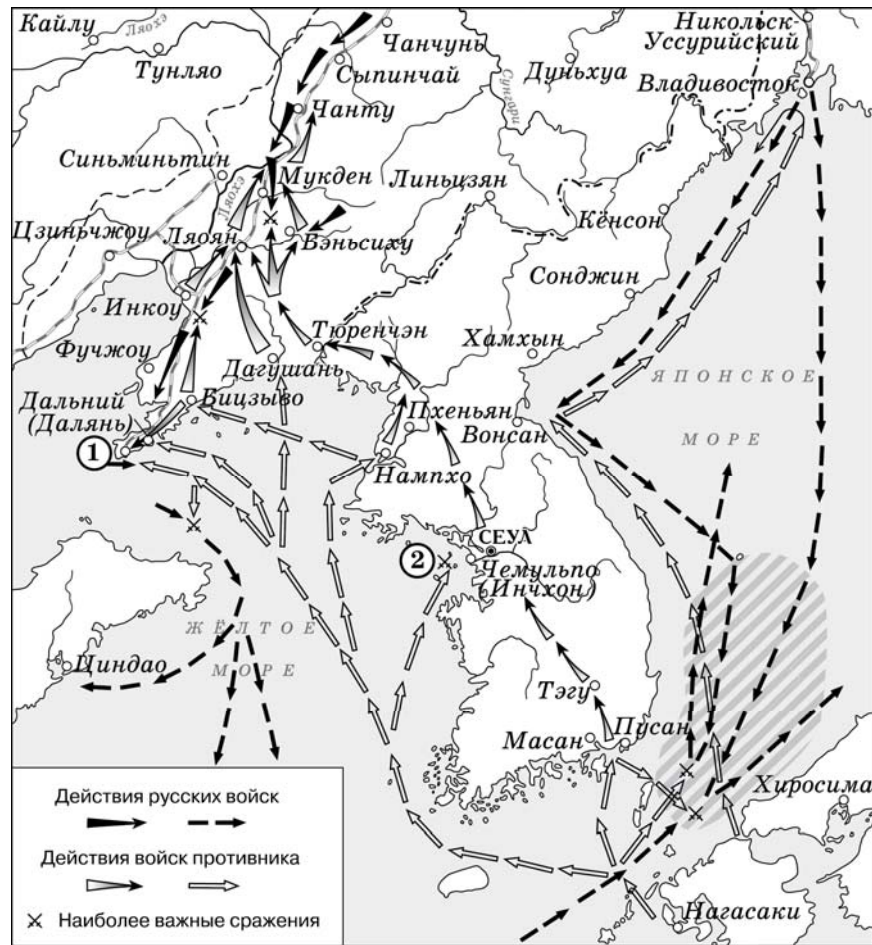 Кайлу
Ляохэ
Тунляо
Чанчунь
Сыпинчай
Дуньхуа
Сунгари
Никольск-
Уссурийский
Владивосток
Чанту
Синьминьтин
Мукден
Линьцзян
Кёнсон
Ляохэ
Цзиньчжоу
Ляоян
Вэньсиху
Сонджин
Инкоу
Тюренчэн
Хамхын
Фучжоу
Дагушань
ЯПОНСКОЕ
МОРЕ
Дальний
(Далянь)
Бицзыво
Пхеньян
Вонсан
1
Нампхо
СЕУЛ
2
Чемульпо
(Инчхон)
ЖЁЛТОЕ
МОРЕ
Циндао
Тэгу
Масан
Пусан
Хиросима
Нагасаки
Действия русских войск
Действия войск противника
Наиболее важные сражения